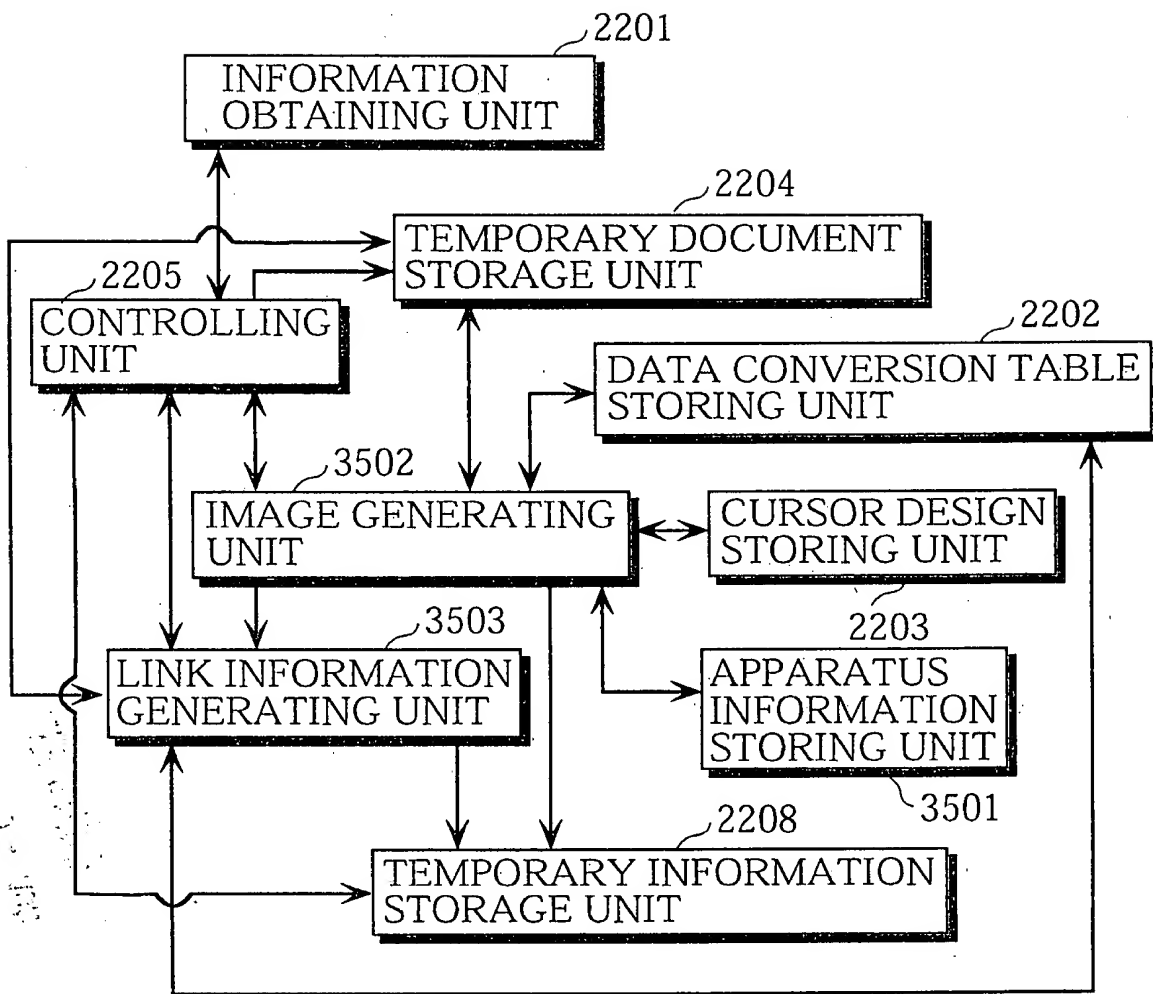 2201
INFORMATION
OBTAINING UNIT
2204
TEMPORARY DOCUMENT
STORAGE UNIT
2205
CONTROLLING
UNIT
2202
DATA CONVERSION TABLE
STORING UNIT
3502
IMAGE GENERATING
UNIT
CURSOR DESIGN
STORING UNIT
2203
3503
LINK INFORMATION
GENERATING UNIT
APPARATUS
INFORMATION
STORING UNIT
3501
2208
TEMPORARY INFORMATION
STORAGE UNIT